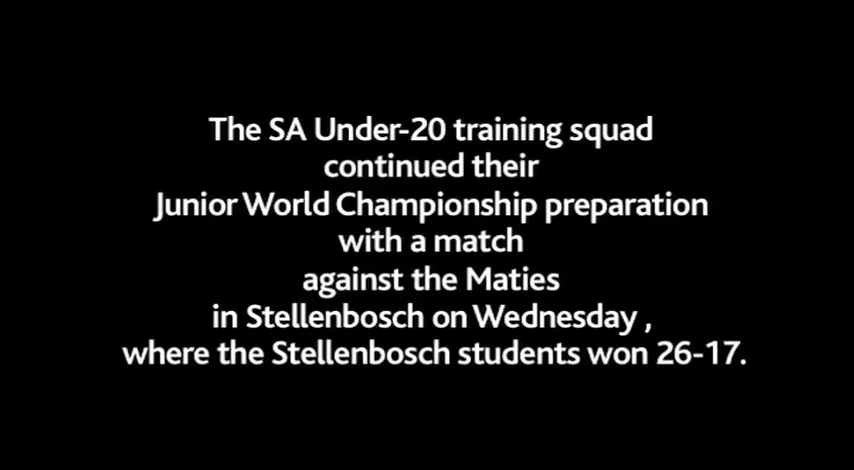 The SA Under-20 training squad
continued their
Junior World Championship preparation
with a match
against the Maties
in Stellenbosch on Wednesday ,
where the Stellenbosch students won 26-17.